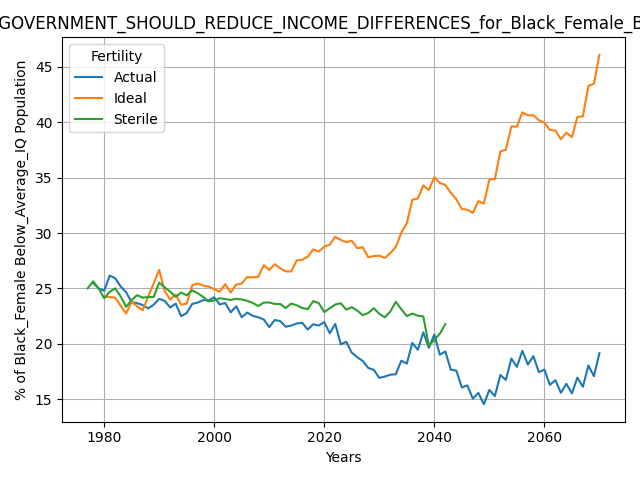 GOVERNMENT_SHOULD_REDUCE_INCOME_DIFFERENCES_for_Black_Female_B
% of Black_Female Below_Average_IQ Population
Fertility
Actual
Ideal
Sterile
45
40
35
30
25
20
15
1980 2000 2020 2040 2060
Years